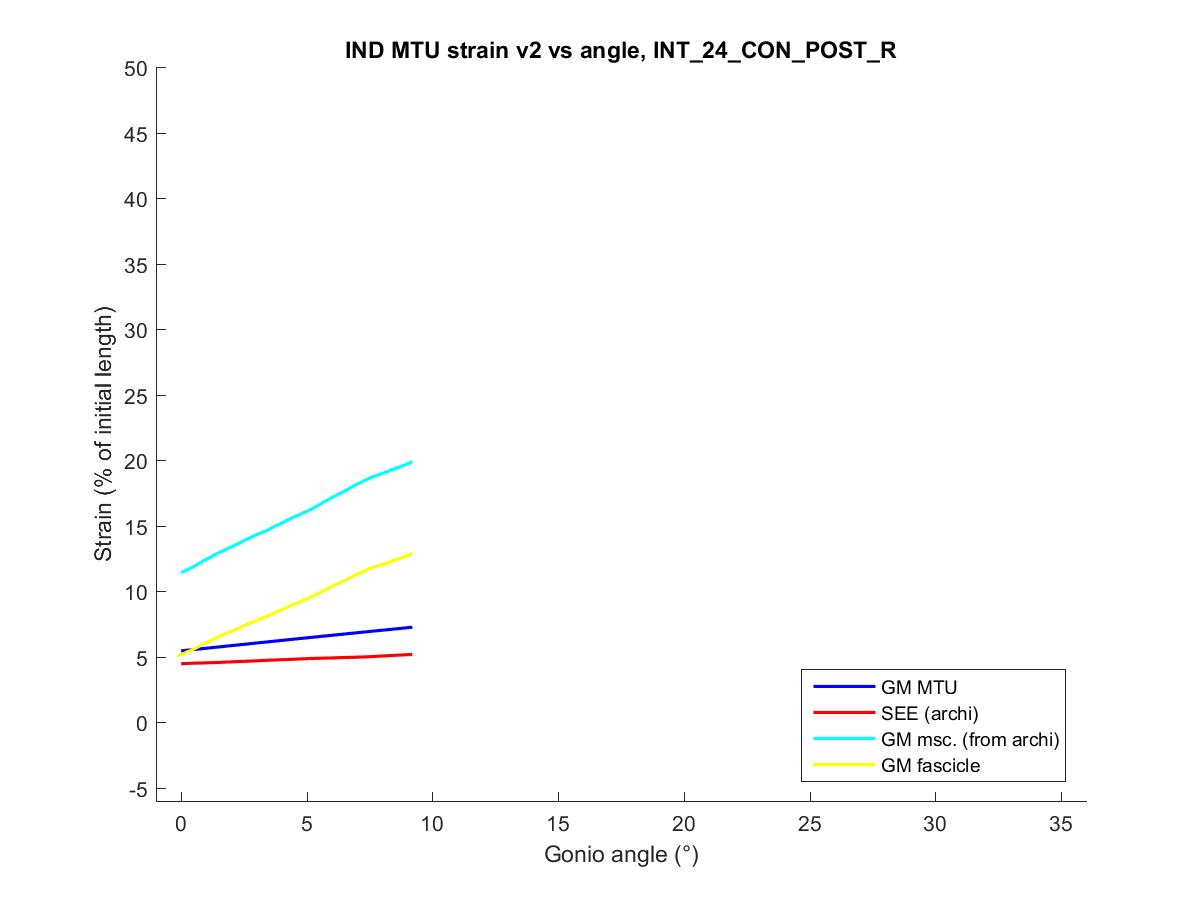 IND MTU strain v2 vs angle, INT_24_CON_POST_R
50
45
40
35
30
25
20
15
10
5
0
-5
Strain (% of initial length)
0 5 10 15 20 25 30 35
Gonio angle (°)
GM MTU
SEE (archi)
GM msc. (from archi)
GM fascicle